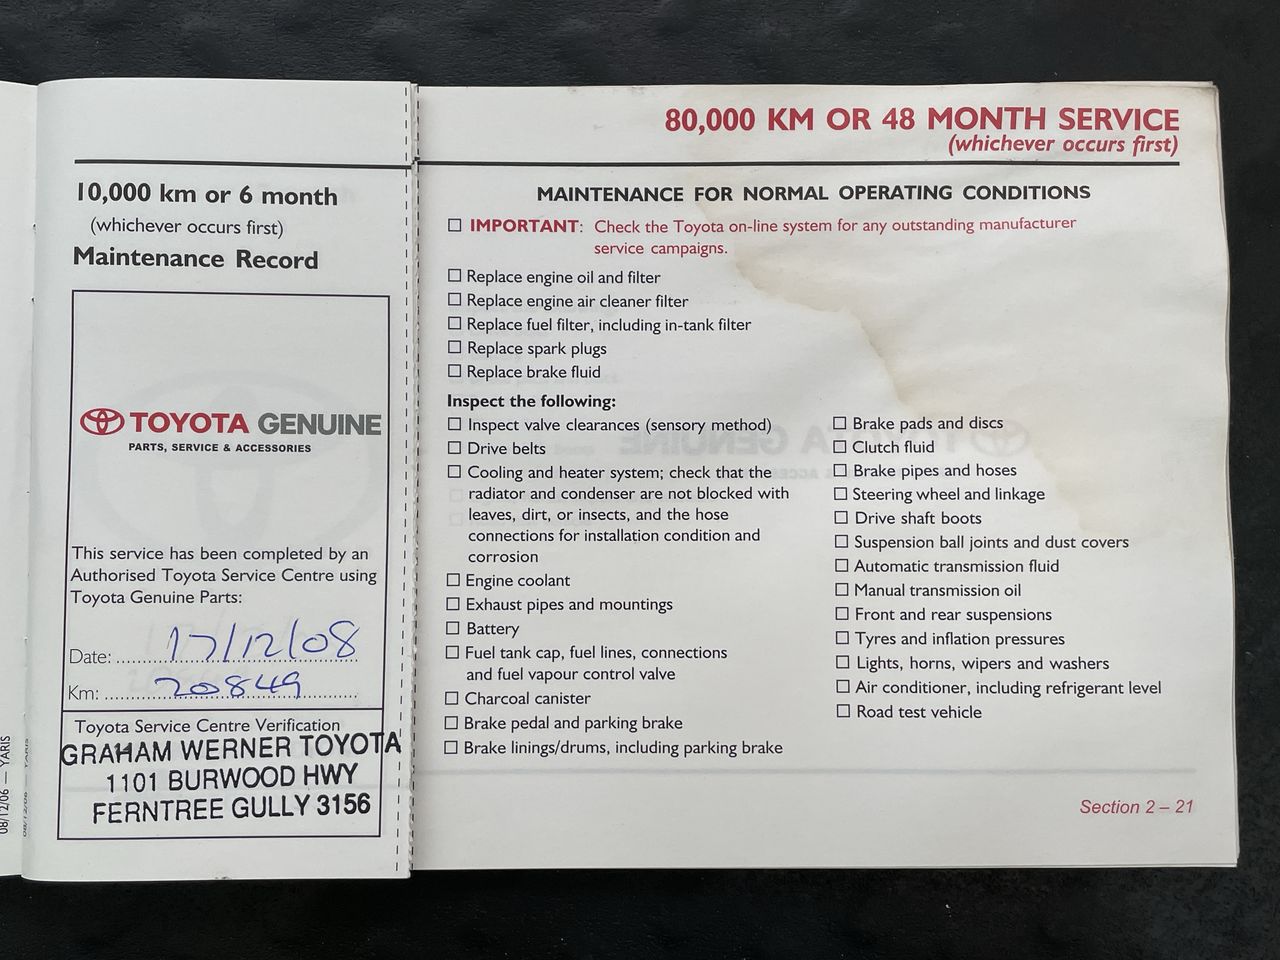 10,000 km or 6 month
(whichever occurs first)
Maintenance Record
TOYOTA GENUINE
PARTS, SERVICE & ACCESSORIES
This service has been completed by an
Authorised Toyota Service Centre using
Toyota Genuine Parts:
Date: 17/12/08
Km: 20849
Toyota Service Centre Verification
GRAHAM WERNER TOYOTA
1101 BURWOOD HWY
FERNTREE GULLY 3156
08/12/06 — YARIS
80,000 KM OR 48 MONTH SERVICE
(whichever occurs first)
MAINTENANCE FOR NORMAL OPERATING CONDITIONS
☐ IMPORTANT: Check the Toyota on-line system for any outstanding manufacturer
service campaigns.
☐ Replace engine oil and filter
☐ Replace engine air cleaner filter
☐ Replace fuel filter, including in-tank filter
☐ Replace spark plugs
☐ Replace brake fluid
Inspect the following:
☐ Inspect valve clearances (sensory method)
☐ Drive belts
☐ Cooling and heater system; check that the
radiator and condenser are not blocked with
leaves, dirt, or insects, and the hose
connections for installation condition and
corrosion
☐ Engine coolant
☐ Exhaust pipes and mountings
☐ Battery
☐ Fuel tank cap, fuel lines, connections
and fuel vapour control valve
☐ Charcoal canister
☐ Brake pedal and parking brake
☐ Brake linings/drums, including parking brake
☐ Brake pads and discs
☐ Clutch fluid
☐ Brake pipes and hoses
☐ Steering wheel and linkage
☐ Drive shaft boots
☐ Suspension ball joints and dust covers
☐ Automatic transmission fluid
☐ Manual transmission oil
☐ Front and rear suspensions
☐ Tyres and inflation pressures
☐ Lights, horns, wipers and washers
☐ Air conditioner, including refrigerant level
☐ Road test vehicle
Section 2 – 21